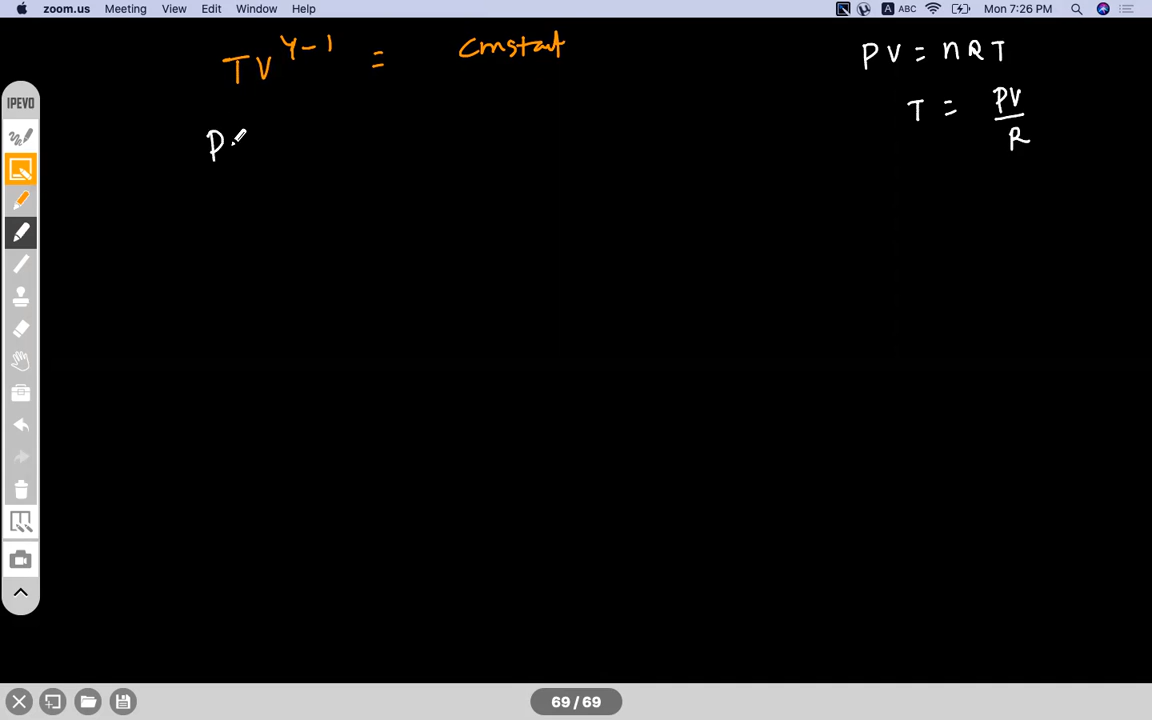 zoom.us Meeting View Edit Window Help ABC Mon 7:26 PM
TV^γ-1 = constant
PV = nRT
T = PV/R
IPEVO
P
69 / 69